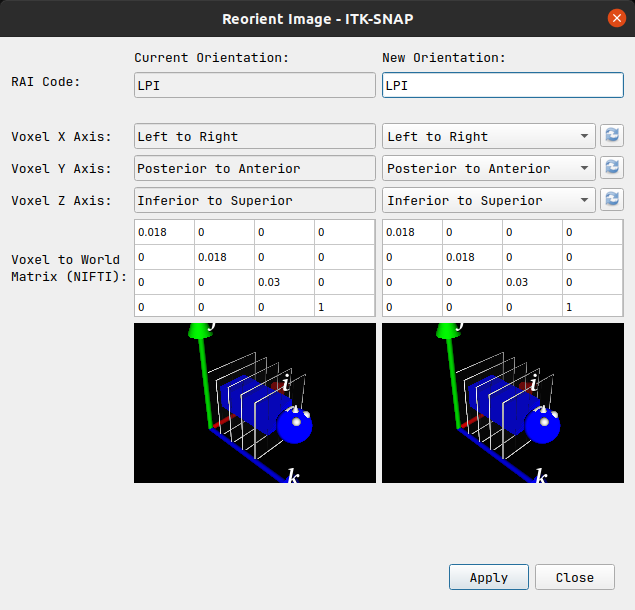 Reorient Image - ITK-SNAP
Current Orientation: New Orientation:
RAI Code: LPI LPI
Voxel X Axis: Left to Right Left to Right
Voxel Y Axis: Posterior to Anterior Posterior to Anterior
Voxel Z Axis: Inferior to Superior Inferior to Superior
Voxel to World
Matrix (NIFTI):
0.018 0 0 0 0.018 0 0 0
0 0.018 0 0 0 0.018 0 0
0 0 0.03 0 0 0 0.03 0
0 0 0 1 0 0 0 1
i i
k k
Apply Close